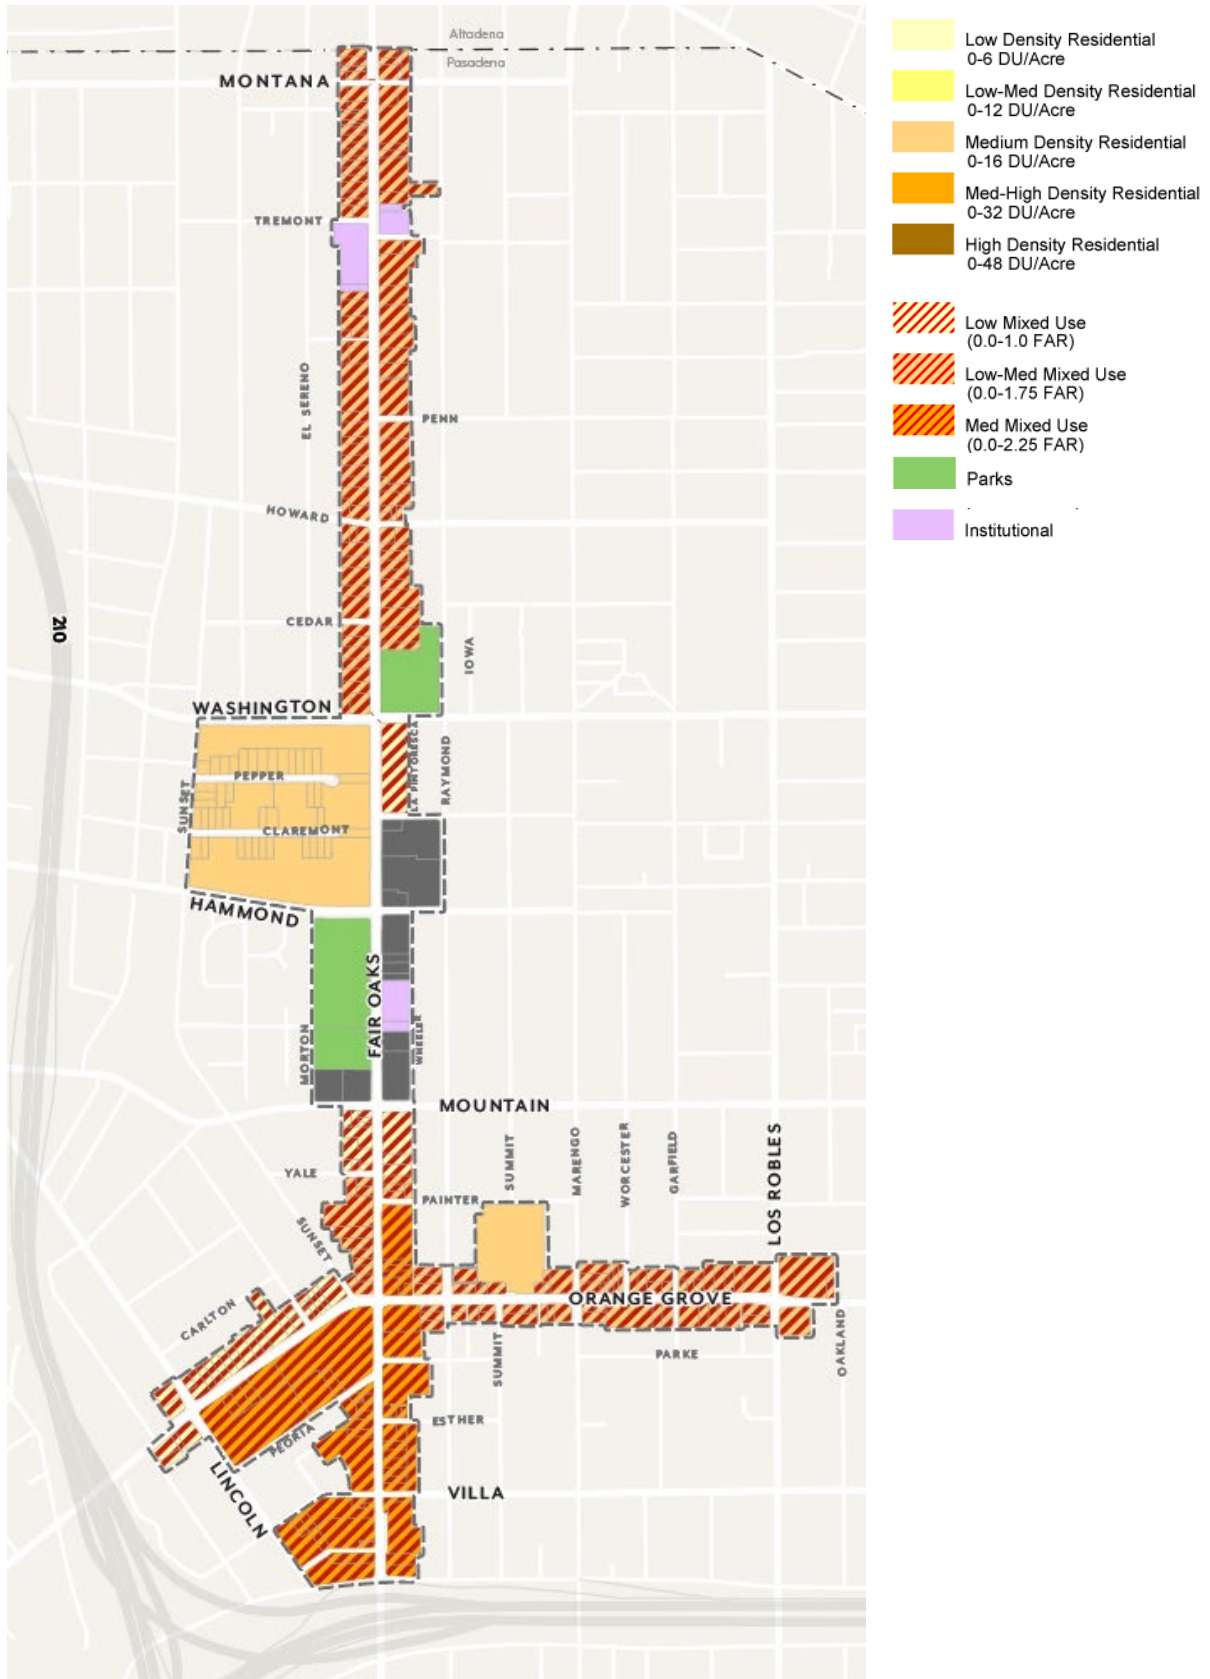 Altadena
Pasadena
MONTANA
TREMONT
EL SERENO
PENN
HOWARD
CEDAR
IOWA
210
WASHINGTON
LA PINTORESCA
RAYMOND
PEPPER
SUNSET
CLAREMONT
HAMMOND
FAIR OAKS
MORTON
WHEELER
MOUNTAIN
SUMMIT
MARENGO
WORCESTER
GARFIELD
LOS ROBLES
YALE
PAINTER
SUNSET
ORANGE GROVE
CARLTON
OAKLAND
SUMMIT
PARKE
ESTHER
PEORIA
LINCOLN
VILLA
Low Density Residential
0-6 DU/Acre
Low-Med Density Residential
0-12 DU/Acre
Medium Density Residential
0-16 DU/Acre
Med-High Density Residential
0-32 DU/Acre
High Density Residential
0-48 DU/Acre
Low Mixed Use
(0.0-1.0 FAR)
Low-Med Mixed Use
(0.0-1.75 FAR)
Med Mixed Use
(0.0-2.25 FAR)
Parks
Institutional